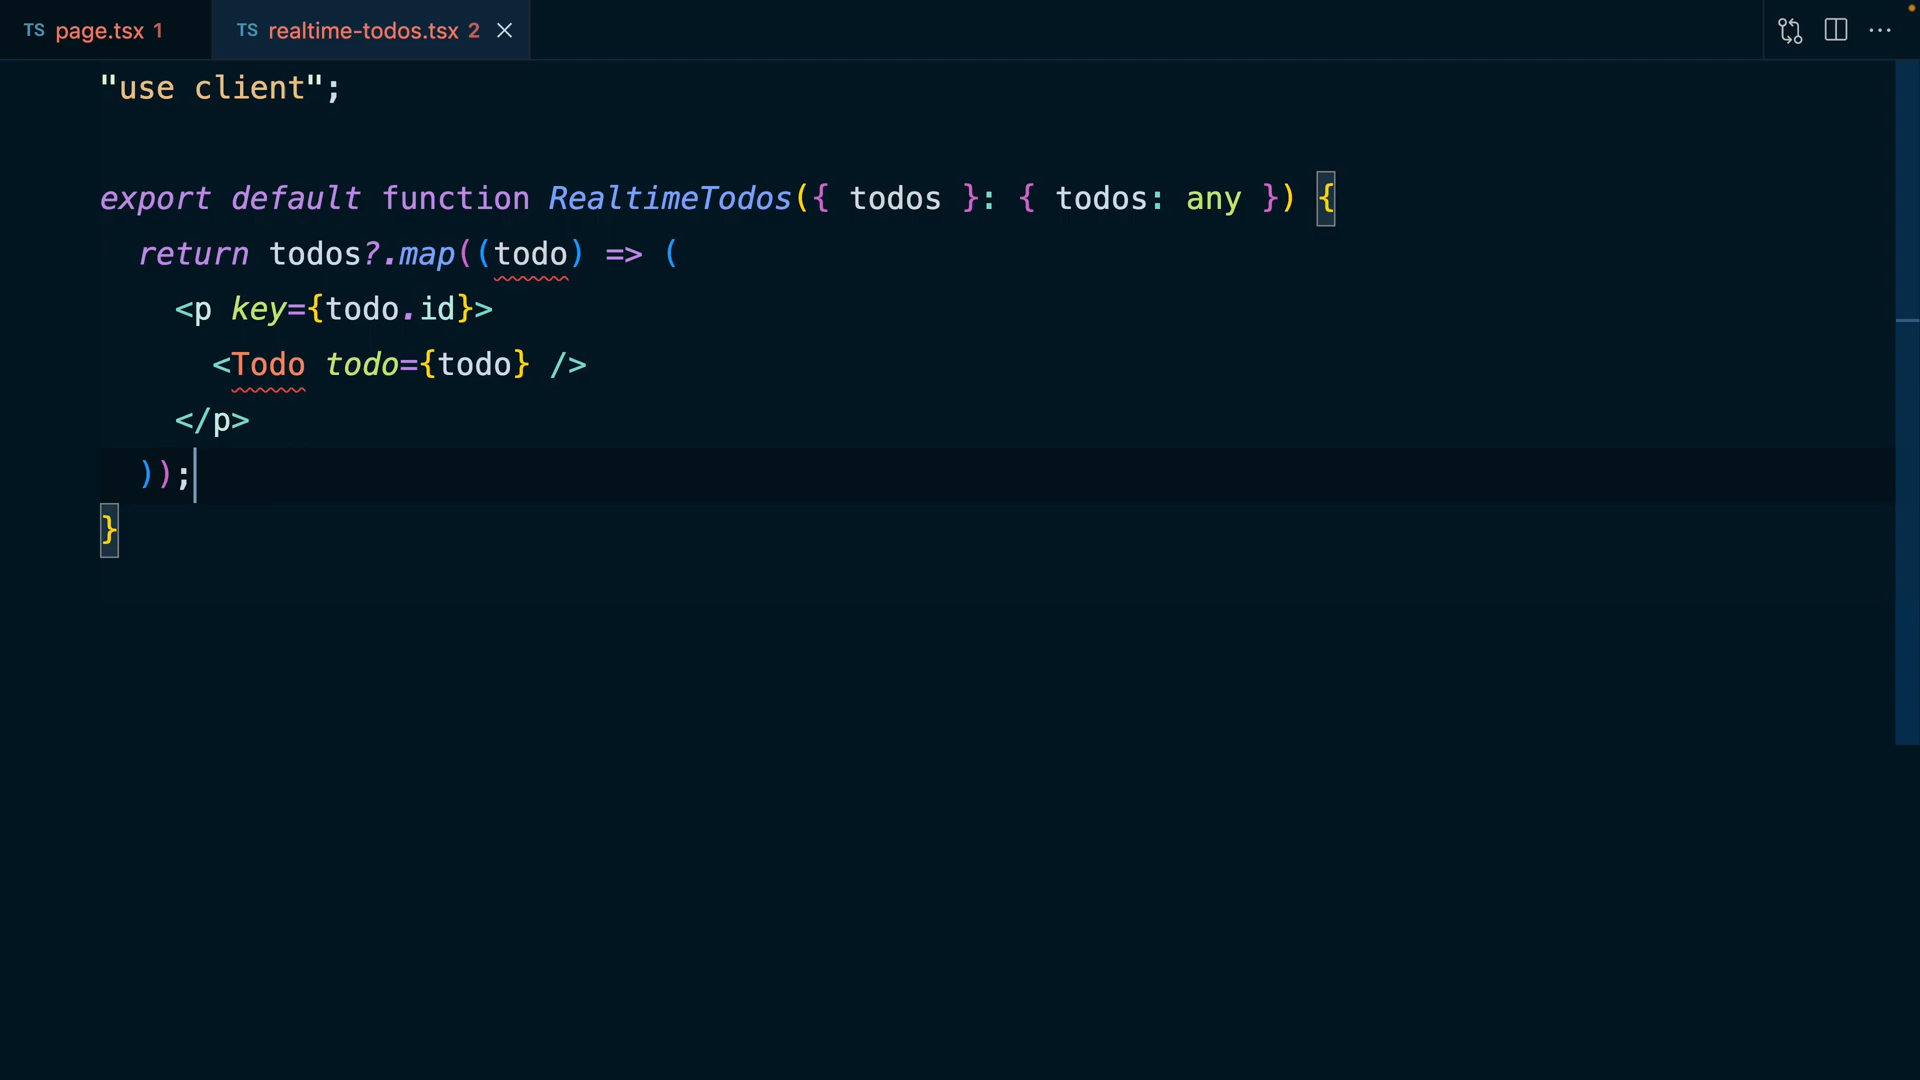 TS page.tsx 1 TS realtime-todos.tsx 2
"use client";
export default function RealtimeTodos({ todos }: { todos: any }) {
return todos?.map((todo) => (
<p key={todo.id}>
<Todo todo={todo} />
</p>
));
}